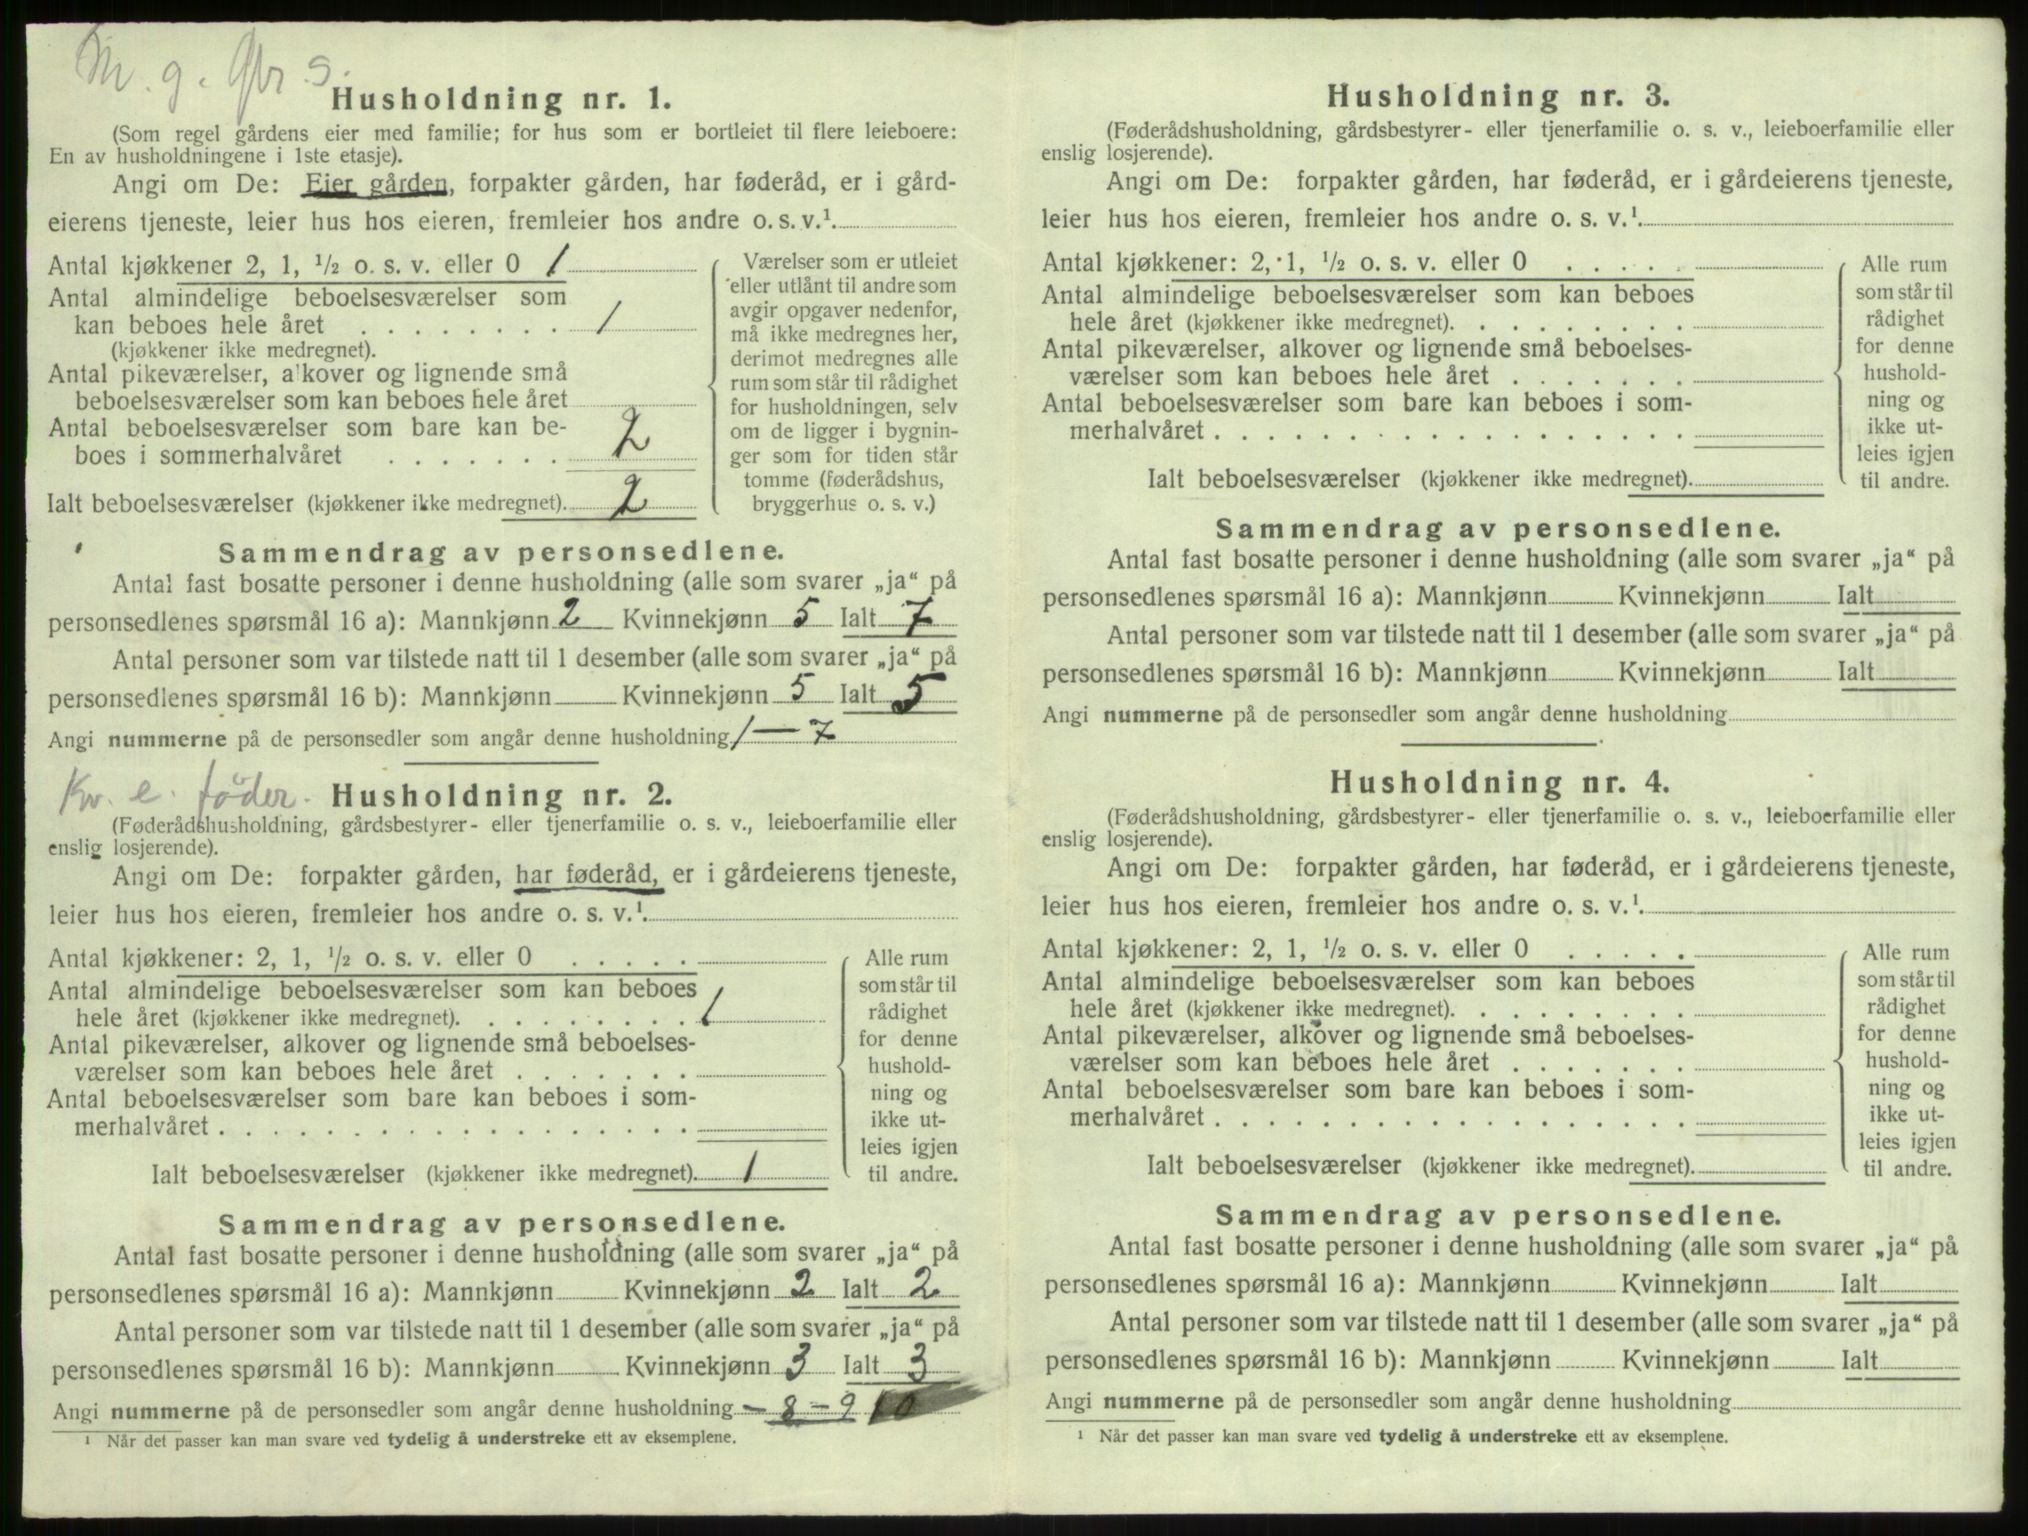 M. g. Gbr s.
Husholdning nr. 1.
(Som regel gårdens eier med familie; for hus som er bortleiet til flere leieboere:
En av husholdningene i 1ste etasje).
Angi om De: Eier gården, forpakter gården, har føderåd, er i gård-
eierens tjeneste, leier hus hos eieren, fremleier hos andre o. s. v.¹
Antal kjøkkener 2, 1, ½ o. s. v. eller 0 1
Antal almindelige beboelsesværelser som
kan beboes hele året . . . . . . . . 1
(kjøkkener ikke medregnet).
Antal pikeværelser, alkover og lignende små
beboelsesværelser som kan beboes hele året
Antal beboelsesværelser som bare kan be-
boes i sommerhalvåret . . . . . . . 2
Ialt beboelsesværelser (kjøkkener ikke medregnet). 2
Værelser som er utleiet
eller utlånt til andre som
avgir opgaver nedenfor,
må ikke medregnes her,
derimot medregnes alle
rum som står til rådighet
for husholdningen, selv
om de ligger i bygnin-
ger som for tiden står
tomme (føderådshus,
bryggerhus o. s. v.)
Sammendrag av personsedlene.
Antal fast bosatte personer i denne husholdning (alle som svarer „ja“ på
personsedlenes spørsmål 16 a): Mannkjønn 2 Kvinnekjønn 5 Ialt 7
Antal personer som var tilstede natt til 1 desember (alle som svarer „ja“ på
personsedlenes spørsmål 16 b): Mannkjønn Kvinnekjønn 5 Ialt 5
Angi nummerne på de personsedler som angår denne husholdning 1 — 7
Kv. e. föder.
Husholdning nr. 2.
(Føderådshusholdning, gårdsbestyrer- eller tjenerfamilie o. s. v., leieboerfamilie eller
enslig losjerende).
Angi om De: forpakter gården, har føderåd, er i gårdeierens tjeneste,
leier hus hos eieren, fremleier hos andre o. s. v.¹
Antal kjøkkener: 2, 1, ½ o. s. v. eller 0 . . . . .
Antal almindelige beboelsesværelser som kan beboes
hele året (kjøkkener ikke medregnet). . . . . . . . . 1
Antal pikeværelser, alkover og lignende små beboelses-
værelser som kan beboes hele året . . . . . . .
Antal beboelsesværelser som bare kan beboes i som-
merhalvåret . . . . . . . . . . . . . . . . . .
Ialt beboelsesværelser (kjøkkener ikke medregnet). 1
Alle rum
som står til
rådighet
for denne
hushold-
ning og
ikke ut-
leies igjen
til andre.
Sammendrag av personsedlene.
Antal fast bosatte personer i denne husholdning (alle som svarer „ja“ på
personsedlenes spørsmål 16 a): Mannkjønn Kvinnekjønn 2 Ialt 2
Antal personer som var tilstede natt til 1 desember (alle som svarer „ja“ på
personsedlenes spørsmål 16 b): Mannkjønn Kvinnekjønn 3 Ialt 3
Angi nummerne på de personsedler som angår denne husholdning – 8 – 9 10
¹ Når det passer kan man svare ved tydelig å understreke ett av eksemplene.
Husholdning nr. 3.
(Føderådshusholdning, gårdsbestyrer- eller tjenerfamilie o. s. v., leieboerfamilie eller
enslig losjerende).
Angi om De: forpakter gården, har føderåd, er i gårdeierens tjeneste,
leier hus hos eieren, fremleier hos andre o. s. v.¹
Antal kjøkkener: 2, 1, ½ o. s. v. eller 0 . . . . .
Antal almindelige beboelsesværelser som kan beboes
hele året (kjøkkener ikke medregnet). . . . . . . . .
Antal pikeværelser, alkover og lignende små beboelses-
værelser som kan beboes hele året . . . . . . .
Antal beboelsesværelser som bare kan beboes i som-
merhalvåret . . . . . . . . . . . . . . . . . .
Ialt beboelsesværelser (kjøkkener ikke medregnet).
Alle rum
som står til
rådighet
for denne
hushold-
ning og
ikke ut-
leies igjen
til andre.
Sammendrag av personsedlene.
Antal fast bosatte personer i denne husholdning (alle som svarer „ja“ på
personsedlenes spørsmål 16 a): Mannkjønn Kvinnekjønn Ialt
Antal personer som var tilstede natt til 1 desember (alle som svarer „ja“ på
personsedlenes spørsmål 16 b): Mannkjønn Kvinnekjønn Ialt
Angi nummerne på de personsedler som angår denne husholdning
Husholdning nr. 4.
(Føderådshusholdning, gårdsbestyrer- eller tjenerfamilie o. s. v., leieboerfamilie eller
enslig losjerende).
Angi om De: forpakter gården, har føderåd, er i gårdeierens tjeneste,
leier hus hos eieren, fremleier hos andre o. s. v.¹
Antal kjøkkener: 2, 1, ½ o. s. v. eller 0 . . . . .
Antal almindelige beboelsesværelser som kan beboes
hele året (kjøkkener ikke medregnet). . . . . . . . .
Antal pikeværelser, alkover og lignende små beboelses-
værelser som kan beboes hele året . . . . . . .
Antal beboelsesværelser som bare kan beboes i som-
merhalvåret . . . . . . . . . . . . . . . . . .
Ialt beboelsesværelser (kjøkkener ikke medregnet).
Alle rum
som står til
rådighet
for denne
hushold-
ning og
ikke ut-
leies igjen
til andre.
Sammendrag av personsedlene.
Antal fast bosatte personer i denne husholdning (alle som svarer „ja“ på
personsedlenes spørsmål 16 a): Mannkjønn Kvinnekjønn Ialt
Antal personer som var tilstede natt til 1 desember (alle som svarer „ja“ på
personsedlenes spørsmål 16 b): Mannkjønn Kvinnekjønn Ialt
Angi nummerne på de personsedler som angår denne husholdning
¹ Når det passer kan man svare ved tydelig å understreke ett av eksemplene.